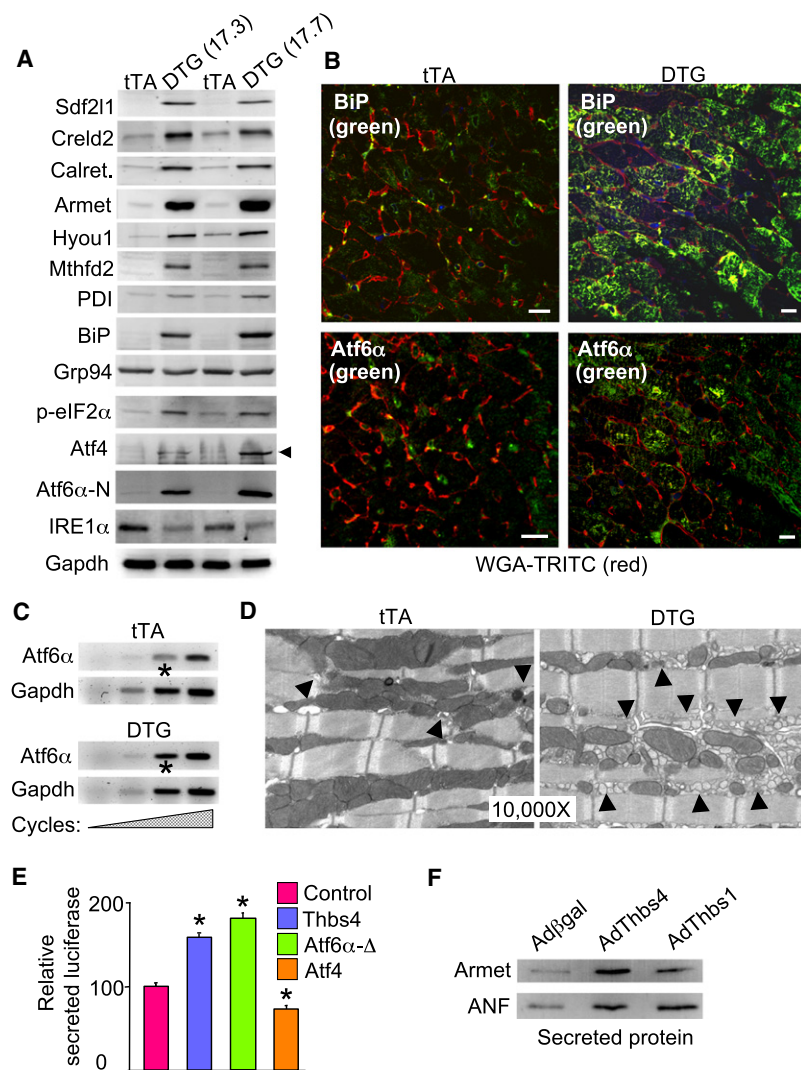 A
tTA
DTG (17.3)
tTA
DTG (17.7)
Sdf2l1
Creld2
Calret.
Armet
Hyou1
Mthfd2
PDI
BiP
Grp94
p-eIF2α
Atf4
Atf6α-N
IRE1α
Gapdh
B
tTA
DTG
BiP
(green)
BiP
(green)
Atf6α
(green)
Atf6α
(green)
WGA-TRITC (red)
C
tTA
Atf6α
*
Gapdh
DTG
Atf6α
*
Gapdh
Cycles:
D
tTA
DTG
10,000X
E
Relative
secreted luciferase
200
100
0
*
*
*
Control
Thbs4
Atf6α-Δ
Atf4
F
Adβgal
AdThbs4
AdThbs1
Armet
ANF
Secreted protein